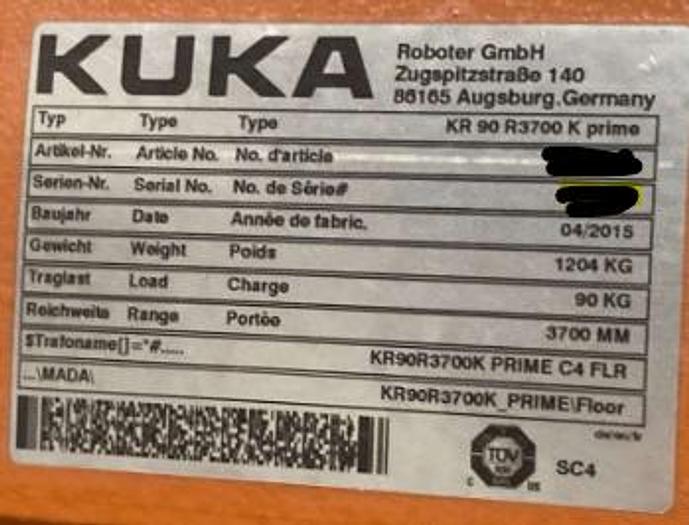 KUKA
Roboter GmbH
Zugspitzstraße 140
86165 Augsburg.Germany
Typ Type Type KR 90 R3700 K prime
Artikel-Nr. Article No. No. d'article
Serien-Nr. Serial No. No. de Série#
Baujahr Date Année de fabric. 04/2015
Gewicht Weight Poids 1204 KG
Traglast Load Charge 90 KG
Reichweite Range Portée 3700 MM
$Trafoname[]="#..... KR90R3700K PRIME C4 FLR
...\MADA\ KR90R3700K_PRIME\Floor
TÜV
C US
SC4